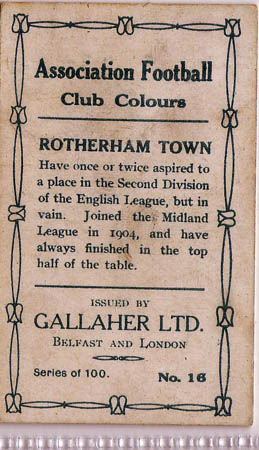 Association Football
Club Colours
ROTHERHAM TOWN
Have once or twice aspired to
a place in the Second Division
of the English League, but in
vain. Joined the Midland
League in 1904, and have
always finished in the top
half of the table.
ISSUED BY
GALLAHER LTD.
BELFAST AND LONDON
Series of 100. No. 16